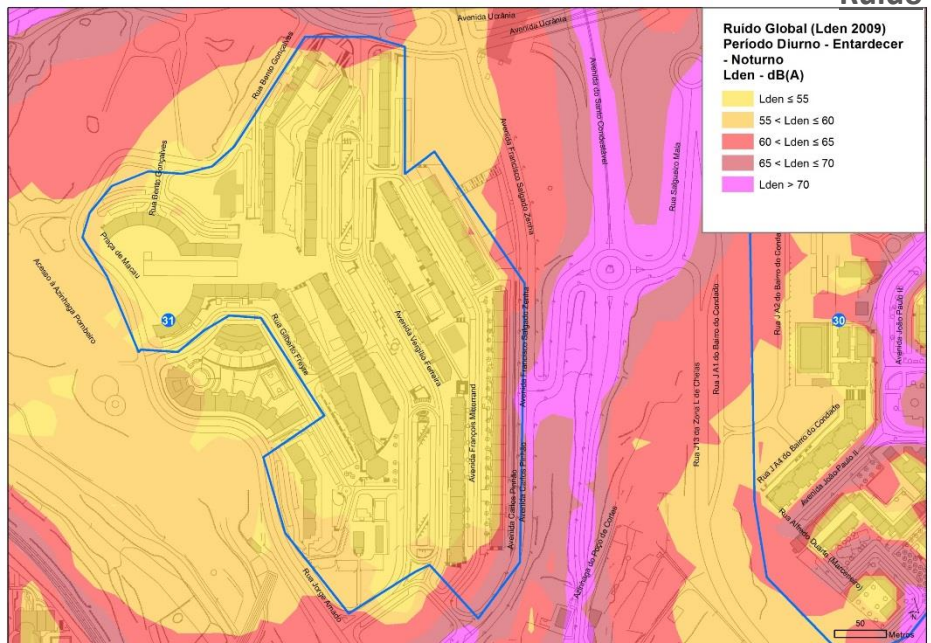 Ruído
Ruído Global (Lden 2009)
Período Diurno - Entardecer
- Noturno
Lden - dB(A)
Lden ≤ 55
55 < Lden ≤ 60
60 < Lden ≤ 65
65 < Lden ≤ 70
Lden > 70
Avenida Ucrânia
Avenida Ucrânia
Rua Bento Gonçalves
Rua Bento Gonçalves
Avenida do Santo Condestável
Avenida Francisco Salgado Zenha
Rua Salgueiro Maia
Praça de Macau
Acesso à Azinhaga Pombeiro
31
Rua Gilberto Freyre
Avenida Vergílio Ferreira
Avenida Francisco Salgado Zenha
Avenida François Mitterrand
Avenida Carlos Pinhão
Avenida Carlos Pinhão
Rua Jorge Amado
Azinhaga do Poço de Cortes
Rua J13 da Zona L de Chelas
Rua J A1 do Bairro do Condado
Rua J A2 do Bairro do Condado
30
Avenida João Paulo II
Rua J A4 do Bairro do Condado
Avenida João Paulo II
Rua Alfredo Duarte (Marceneiro)
50
Metros